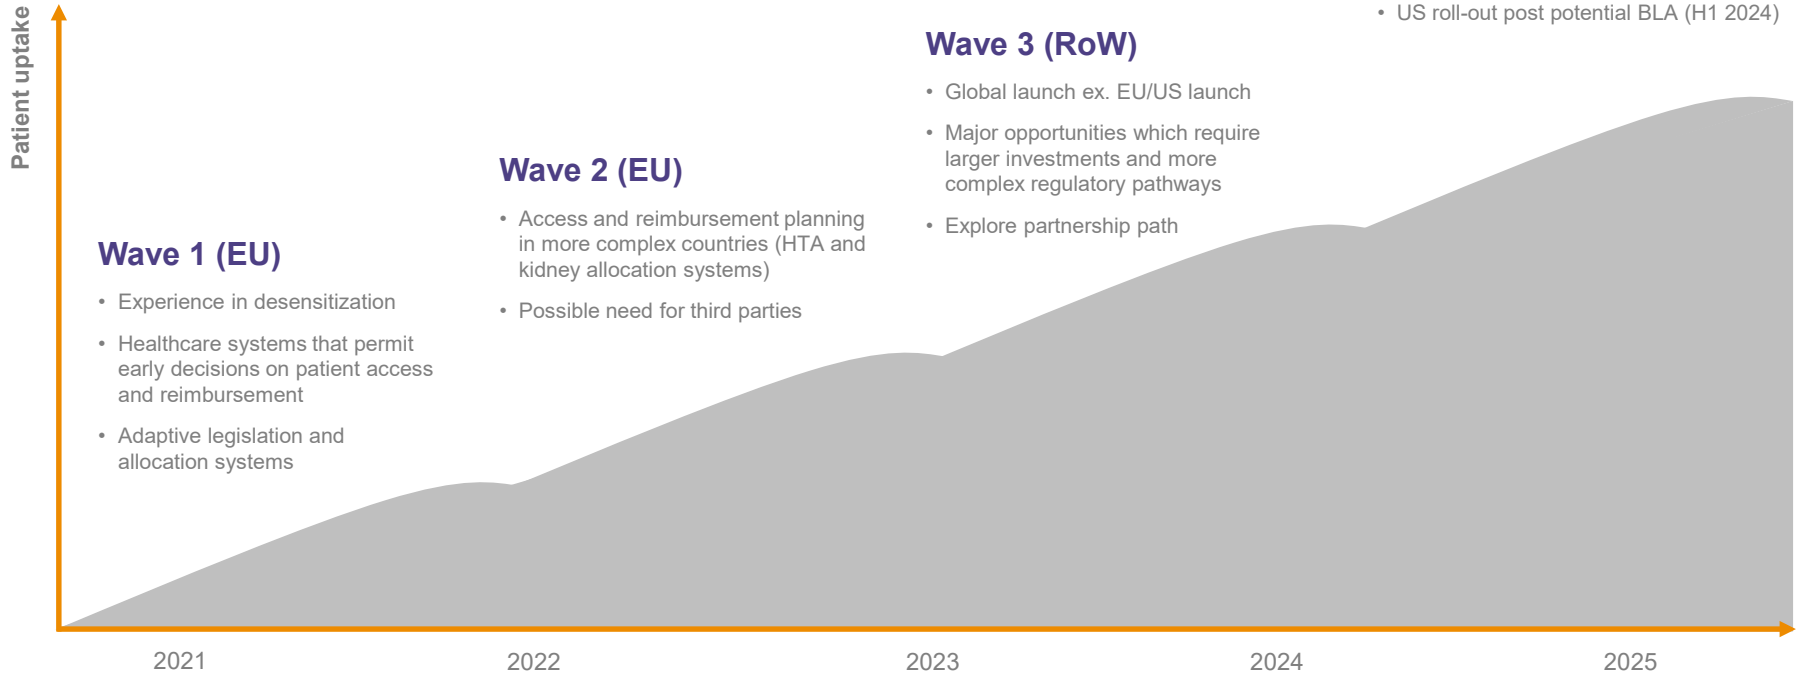 Patient uptake
• US roll-out post potential BLA (H1 2024)
Wave 3 (RoW)
• Global launch ex. EU/US launch
• Major opportunities which require
larger investments and more
complex regulatory pathways
• Explore partnership path
Wave 2 (EU)
• Access and reimbursement planning
in more complex countries (HTA and
kidney allocation systems)
• Possible need for third parties
Wave 1 (EU)
• Experience in desensitization
• Healthcare systems that permit
early decisions on patient access
and reimbursement
• Adaptive legislation and
allocation systems
2021
2022
2023
2024
2025